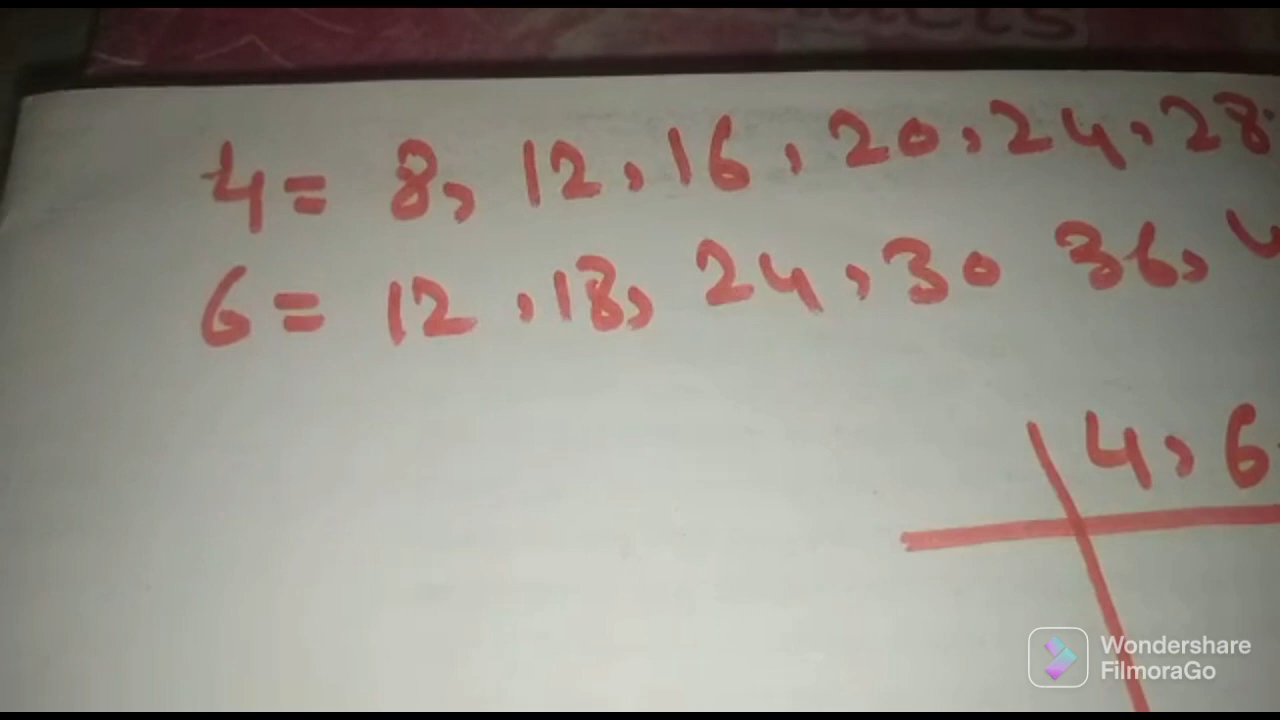 4 = 8, 12, 16, 20, 24, 28
6 = 12, 18, 24, 30 36,
4, 6
Wondershare
FilmoraGo